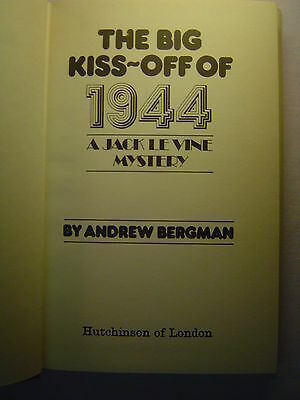 THE BIG
KISS~OFF OF
1944
A JACK LE VINE
MYSTERY
BY ANDREW BERGMAN
Hutchinson of London